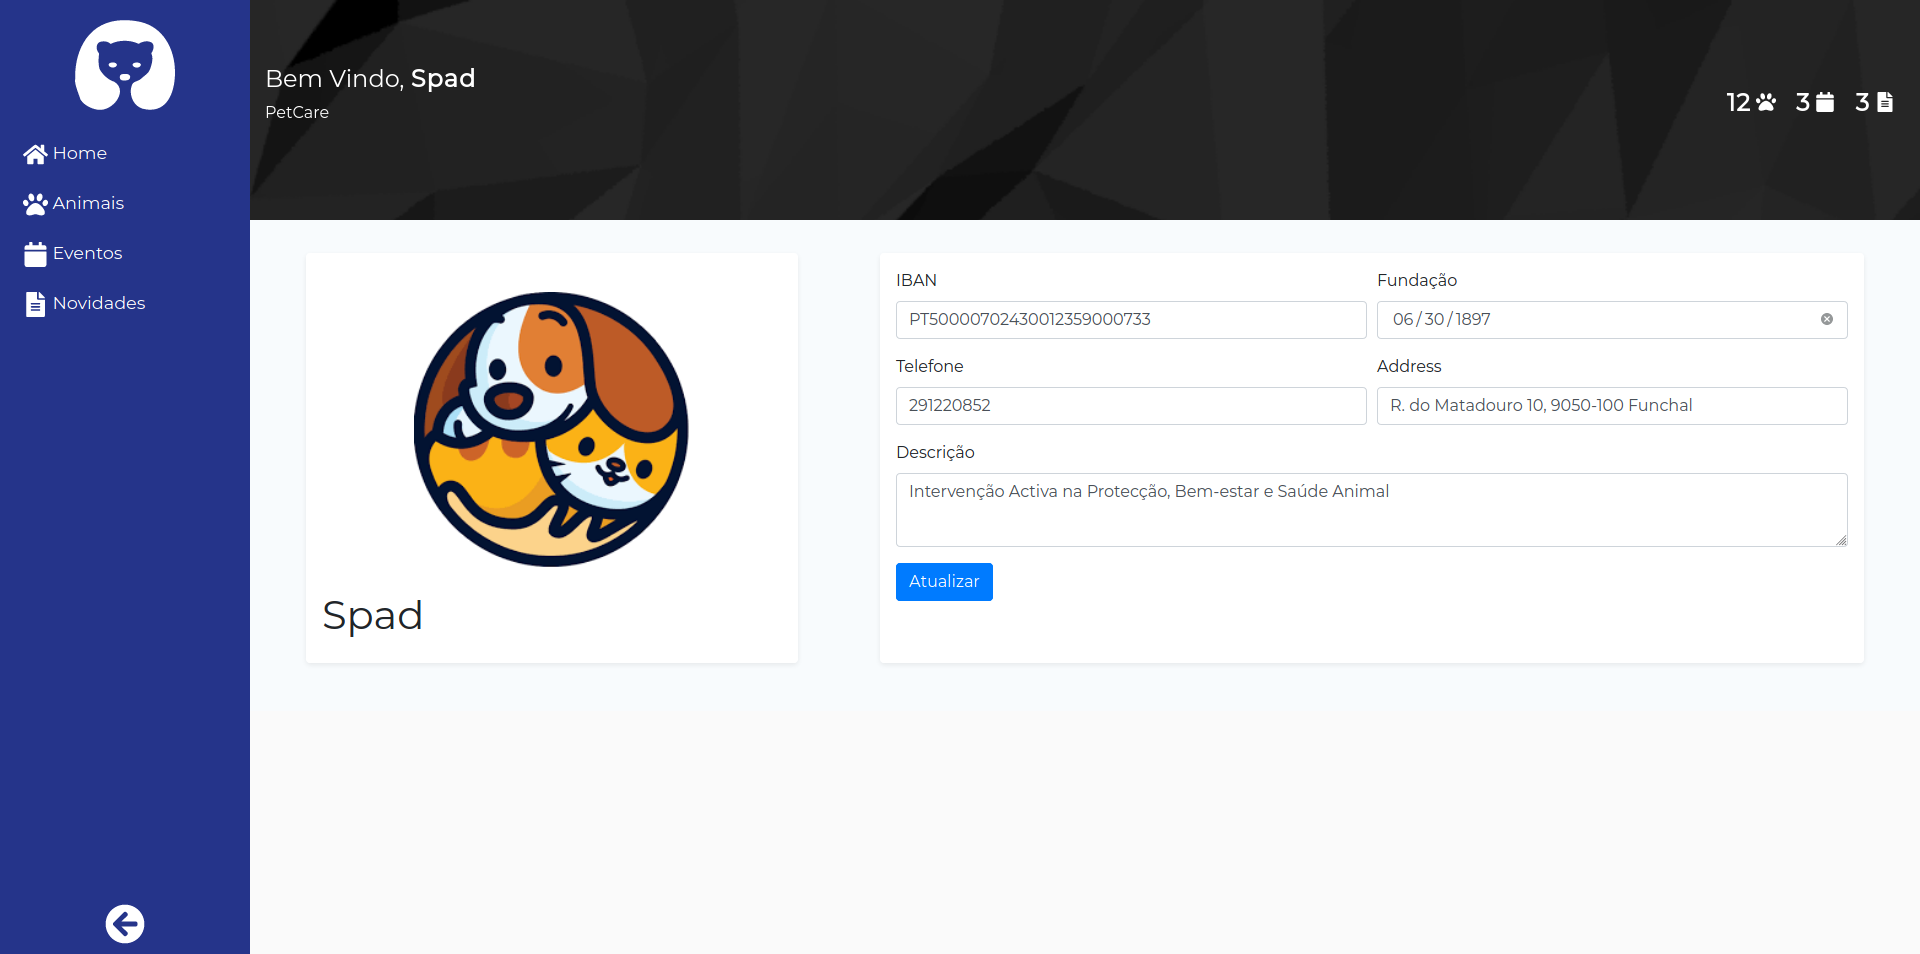 Home
Animais
Eventos
Novidades
Bem Vindo, Spad
PetCare
12 3 3
Spad
IBAN
PT50000702430012359000733
Fundação
06/30/1897
Telefone
291220852
Address
R. do Matadouro 10, 9050-100 Funchal
Descrição
Intervenção Activa na Protecção, Bem-estar e Saúde Animal
Atualizar